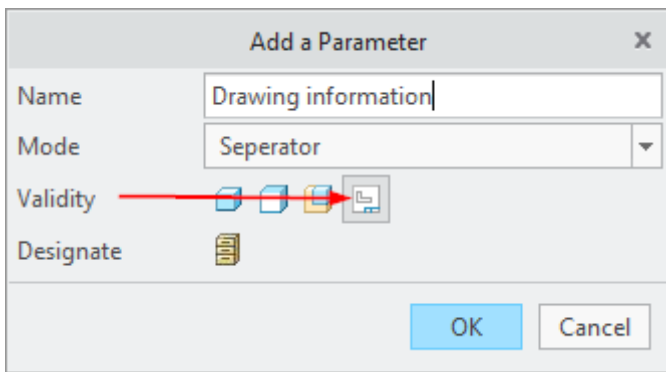 Add a Parameter
Name Drawing information
Mode Seperator
Validity
Designate
OK Cancel